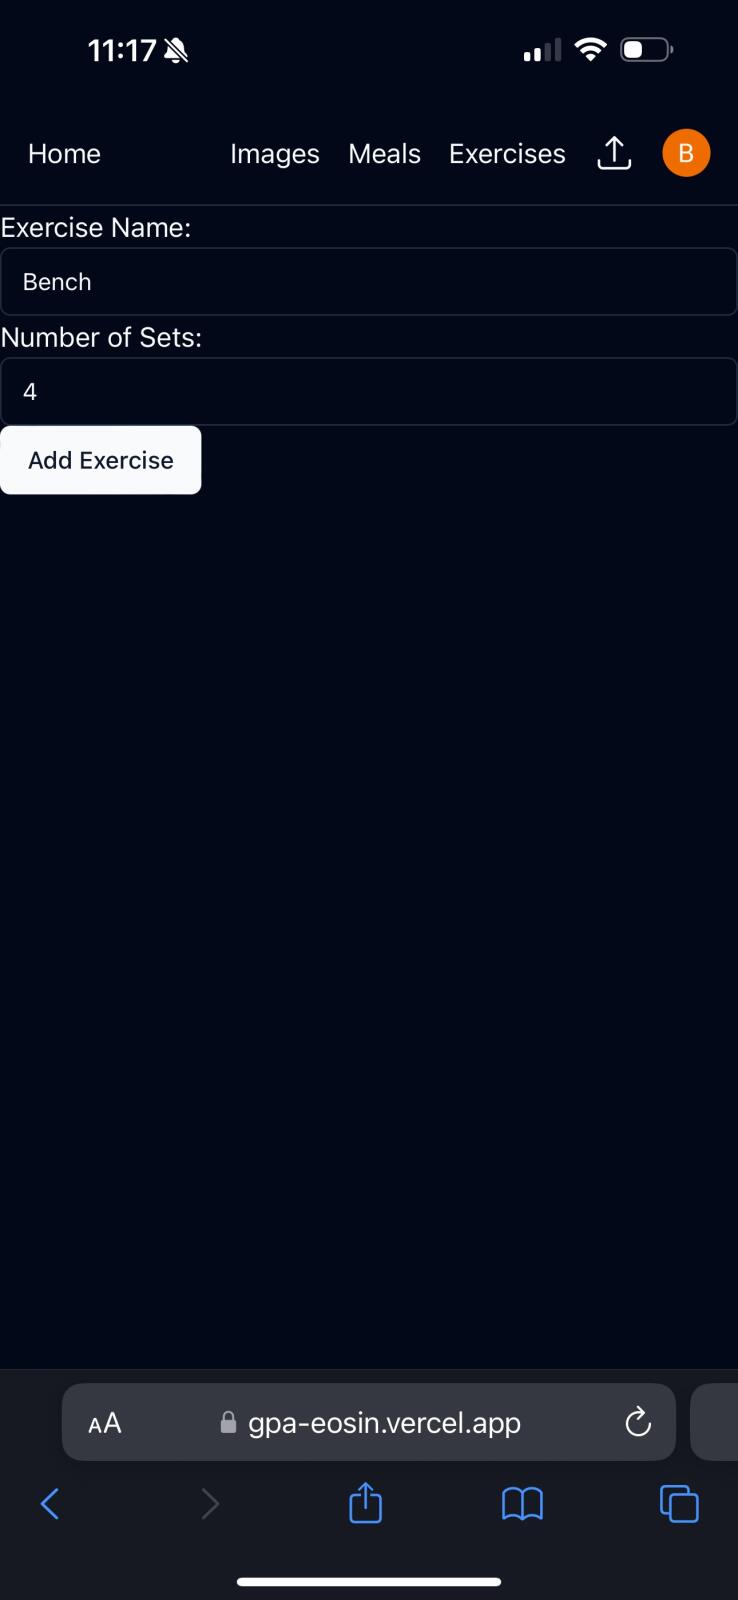 11:17
Home Images Meals Exercises B
Exercise Name:
Bench
Number of Sets:
4
Add Exercise
AA gpa-eosin.vercel.app